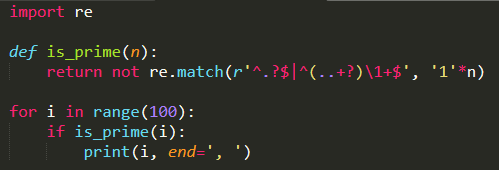 import re
def is_prime(n):
    return not re.match(r'^.?$|^(..+?)\1+$', '1'*n)
for i in range(100):
    if is_prime(i):
        print(i, end=', ')